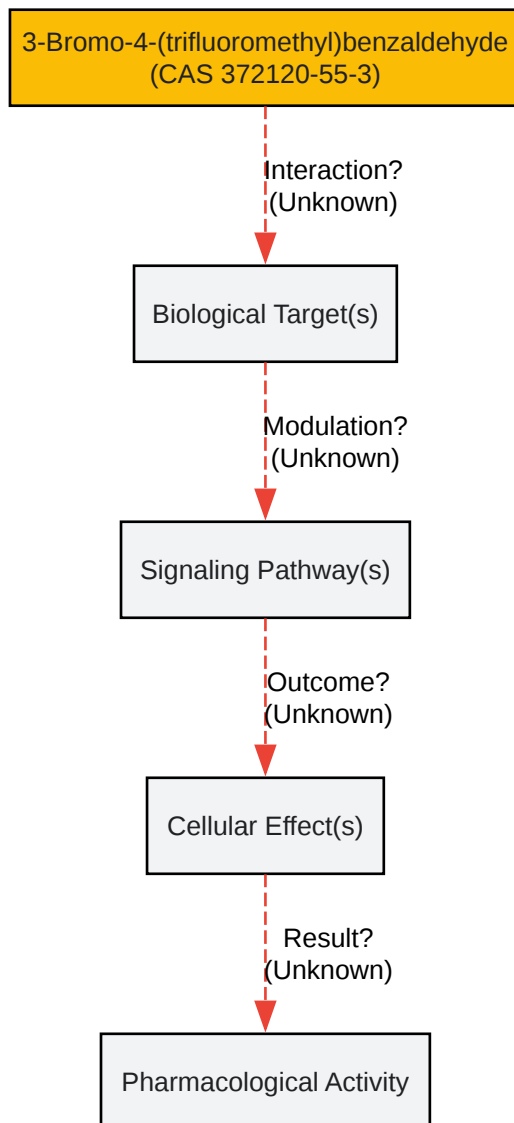 3-Bromo-4-(trifluoromethyl)benzaldehyde
(CAS 372120-55-3)
Interaction?
(Unknown)
Biological Target(s)
Modulation?
(Unknown)
Signaling Pathway(s)
Outcome?
(Unknown)
Cellular Effect(s)
Result?
(Unknown)
Pharmacological Activity